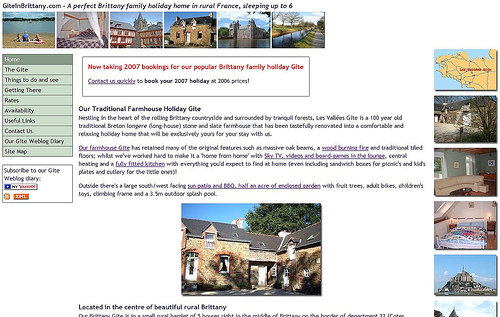 GiteInBrittany.com - A perfect Brittany family holiday home in rural France, sleeping up to 6
Home
The Gite
Things to do and see
Getting There
Rates
Availability
Useful Links
Contact Us
Our Gite Weblog Diary
Site Map
Subscribe to our Gite
Weblog diary:
MY Yahoo!
XML
Now taking 2007 bookings for our popular Brittany family holiday Gite
Contact us quickly to book your 2007 holiday at 2006 prices!
Our Traditional Farmhouse Holiday Gite
Nestling in the heart of the rolling Brittany countryside and surrounded by tranquil forests, Les Vallées Gite is a 100 year old
traditional Breton longere (long-house) stone and slate farmhouse that has been tastefully renovated into a comfortable and
relaxing holiday home that will be exclusively yours for your stay with us.
Our farmhouse Gite has retained many of the original features such as massive oak beams, a wood burning fire and traditional tiled
floors; whilst we've worked hard to make it a 'home from home' with Sky TV, videos and board-games in the lounge, central
heating and a fully fitted kitchen with everything you'd expect to find at home (even including sandwich boxes for picnic's and kid's
plates and cutlery for the little ones)!
Outside there's a large south/west facing sun patio and BBQ, half an acre of enclosed garden with fruit trees, adult bikes, children's
toys, climbing frame and a 3.5m outdoor splash pool.
Located in the centre of beautiful rural Brittany
Our Brittany Gite is in a small rural hamlet of 5 houses right in the middle of Brittany on the border of department 22 (Cotes